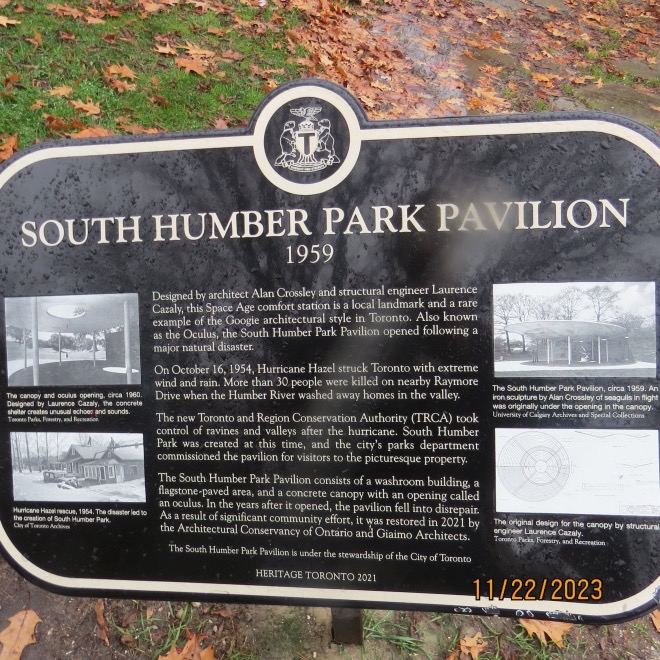 SOUTH HUMBER PARK PAVILION
1959
Designed by architect Alan Crossley and structural engineer Laurence
Cazaly, this Space Age comfort station is a local landmark and a rare
example of the Googie architectural style in Toronto. Also known
as the Oculus, the South Humber Park Pavilion opened following a
major natural disaster.
On October 16, 1954, Hurricane Hazel struck Toronto with extreme
wind and rain. More than 30 people were killed on nearby Raymore
Drive when the Humber River washed away homes in the valley.
The new Toronto and Region Conservation Authority (TRCA) took
control of ravines and valleys after the hurricane. South Humber
Park was created at this time, and the city's parks department
commissioned the pavilion for visitors to the picturesque property.
The South Humber Park Pavilion consists of a washroom building, a
flagstone-paved area, and a concrete canopy with an opening called
an oculus. In the years after it opened, the pavilion fell into disrepair.
As a result of significant community effort, it was restored in 2021 by
the Architectural Conservancy of Ontario and Giaimo Architects.
The South Humber Park Pavilion is under the stewardship of the City of Toronto
HERITAGE TORONTO 2021
The canopy and oculus opening, circa 1960.
Designed by Laurence Cazaly, the concrete
shelter creates unusual echoes and sounds.
Toronto Parks, Forestry, and Recreation
Hurricane Hazel rescue, 1954. The disaster led to
the creation of South Humber Park.
City of Toronto Archives
The South Humber Park Pavilion, circa 1959. An
iron sculpture by Alan Crossley of seagulls in flight
was originally under the opening in the canopy.
University of Calgary Archives and Special Collections
The original design for the canopy by structural
engineer Laurence Cazaly.
Toronto Parks, Forestry, and Recreation
11/22/2023